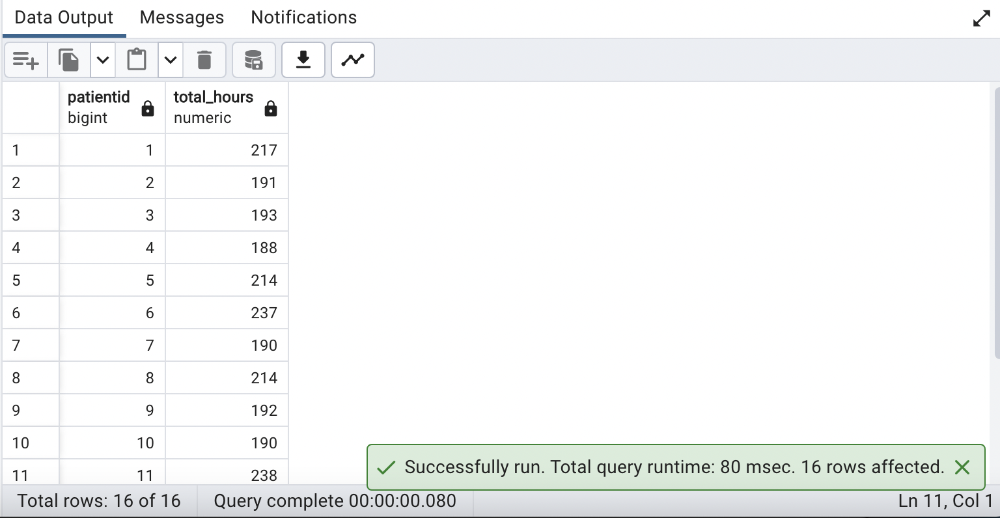 Data Output Messages Notifications
patientid total_hours
bigint numeric
1 1 217
2 2 191
3 3 193
4 4 188
5 5 214
6 6 237
7 7 190
8 8 214
9 9 192
10 10 190
11 11 238
Successfully run. Total query runtime: 80 msec. 16 rows affected.
Total rows: 16 of 16 Query complete 00:00:00.080 Ln 11, Col 1